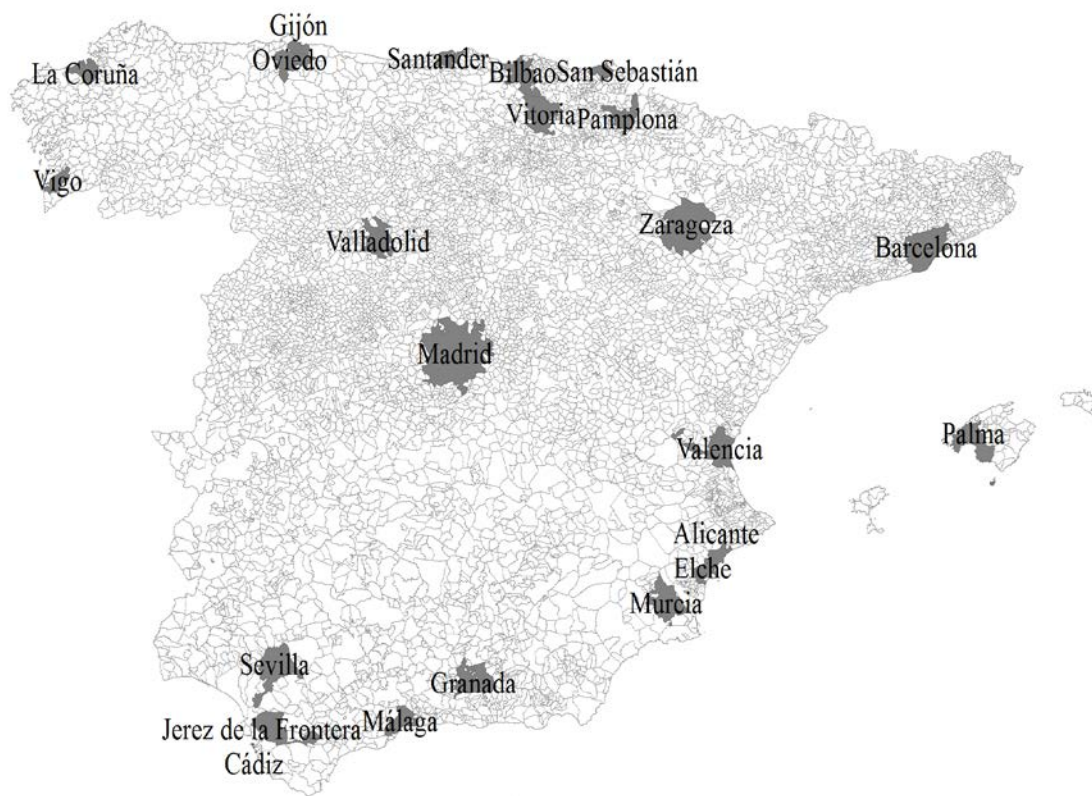 Gijón
Oviedo
Santander
La Coruña
Bilbao
San Sebastián
Vitoria
Pamplona
Vigo
Zaragoza
Valladolid
Barcelona
Madrid
Palma
Valencia
Alicante
Elche
Murcia
Sevilla
Granada
Jerez de la Frontera
Málaga
Cádiz